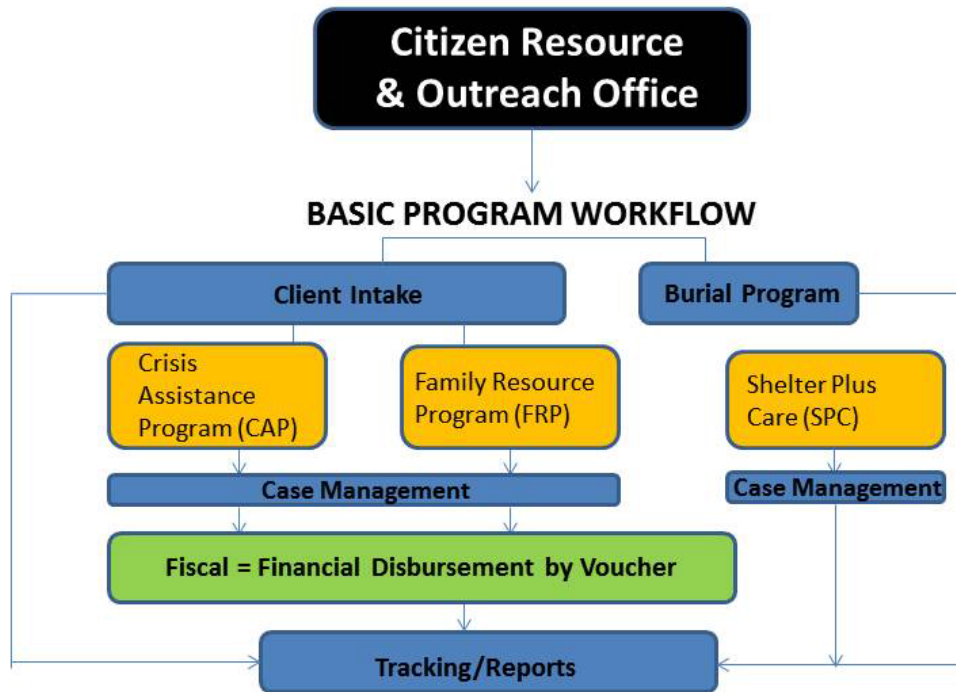 Citizen Resource
& Outreach Office
BASIC PROGRAM WORKFLOW
Client Intake
Burial Program
Crisis
Assistance
Program (CAP)
Family Resource
Program (FRP)
Shelter Plus
Care (SPC)
Case Management
Case Management
Fiscal = Financial Disbursement by Voucher
Tracking/Reports